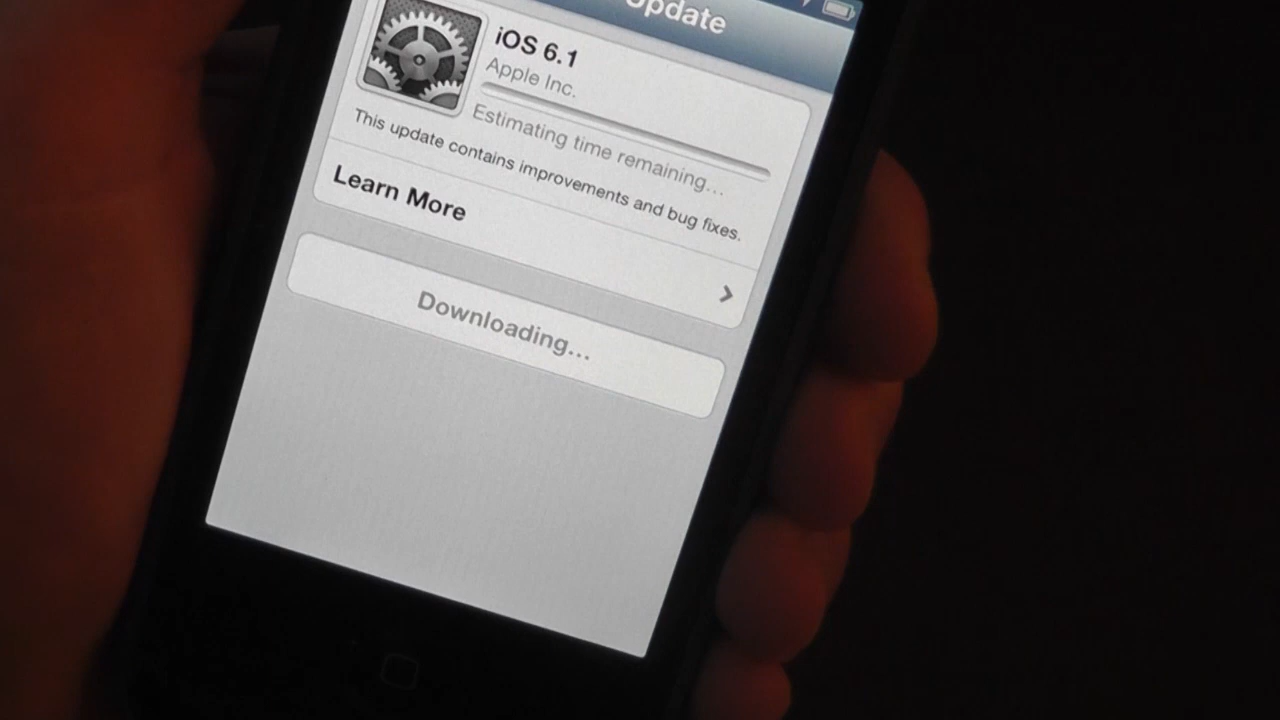 Update
iOS 6.1
Apple Inc.
Estimating time remaining...
This update contains improvements and bug fixes.
Learn More
Downloading...